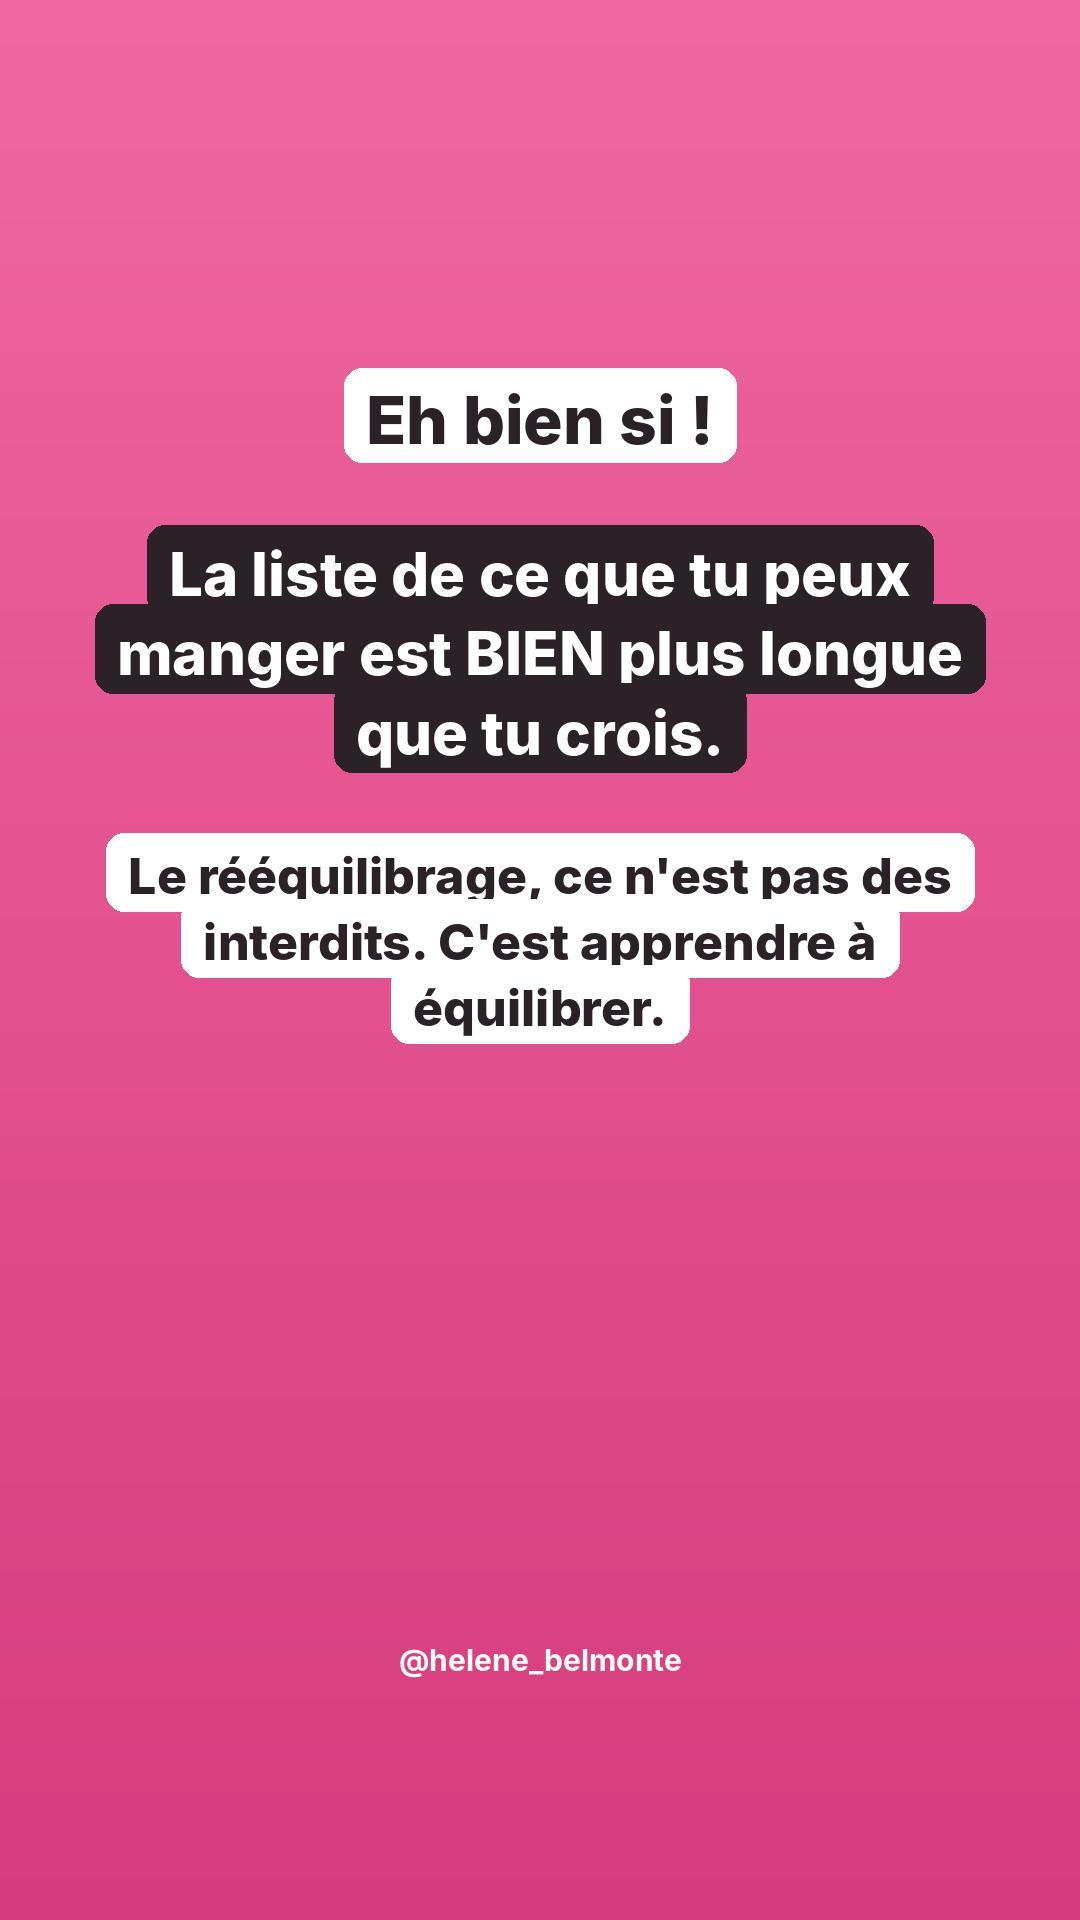 Eh bien si !
La liste de ce que tu peux
manger est BIEN plus longue
que tu crois.
Le rééquilibrage, ce n'est pas des
interdits. C'est apprendre à
équilibrer.
@helene_belmonte